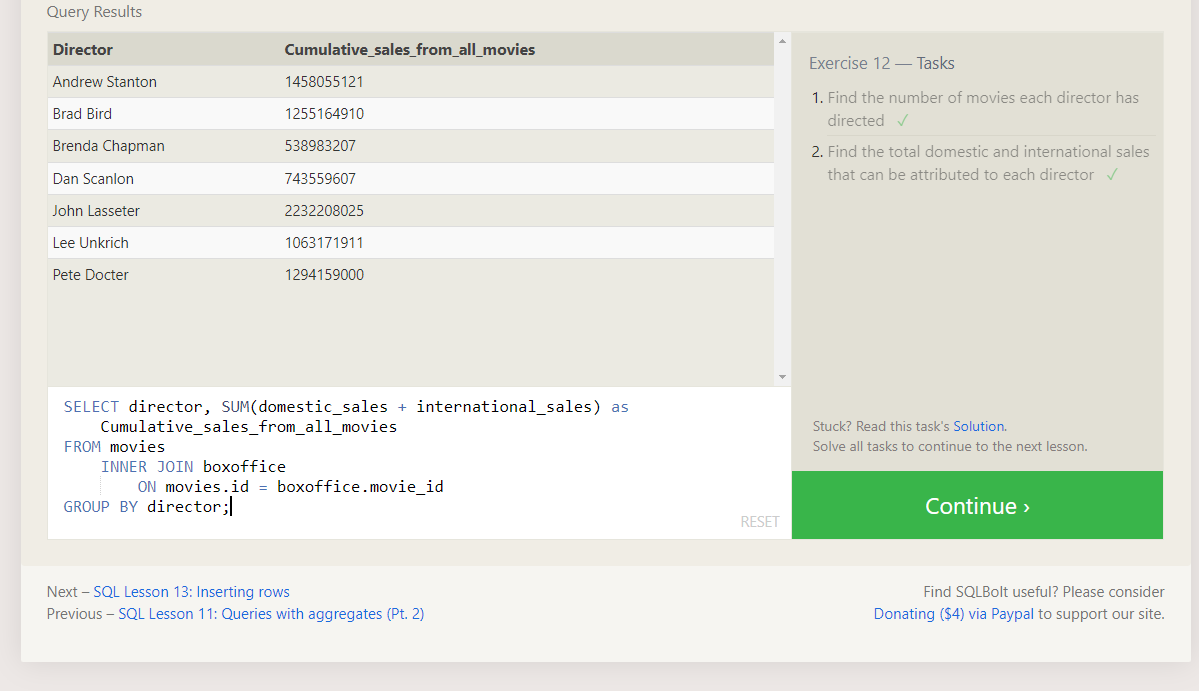 Query Results
Director Cumulative_sales_from_all_movies
Andrew Stanton 1458055121
Brad Bird 1255164910
Brenda Chapman 538983207
Dan Scanlon 743559607
John Lasseter 2232208025
Lee Unkrich 1063171911
Pete Docter 1294159000
SELECT director, SUM(domestic_sales + international_sales) as
Cumulative_sales_from_all_movies
FROM movies
INNER JOIN boxoffice
ON movies.id = boxoffice.movie_id
GROUP BY director;
RESET
Exercise 12 — Tasks
1. Find the number of movies each director has
directed ✓
2. Find the total domestic and international sales
that can be attributed to each director ✓
Stuck? Read this task's Solution.
Solve all tasks to continue to the next lesson.
Continue ›
Next – SQL Lesson 13: Inserting rows
Previous – SQL Lesson 11: Queries with aggregates (Pt. 2)
Find SQLBolt useful? Please consider
Donating ($4) via Paypal to support our site.